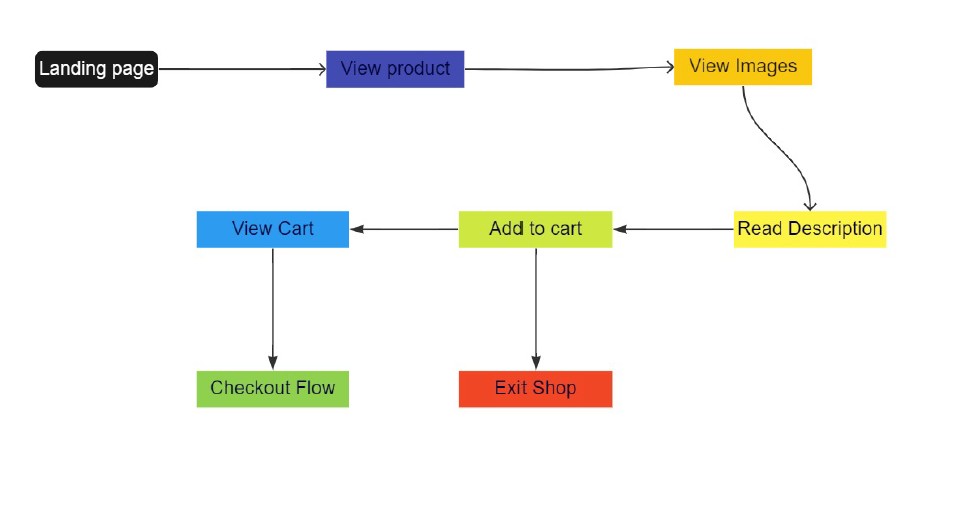 Landing page
View product
View Images
Read Description
Add to cart
View Cart
Checkout Flow
Exit Shop